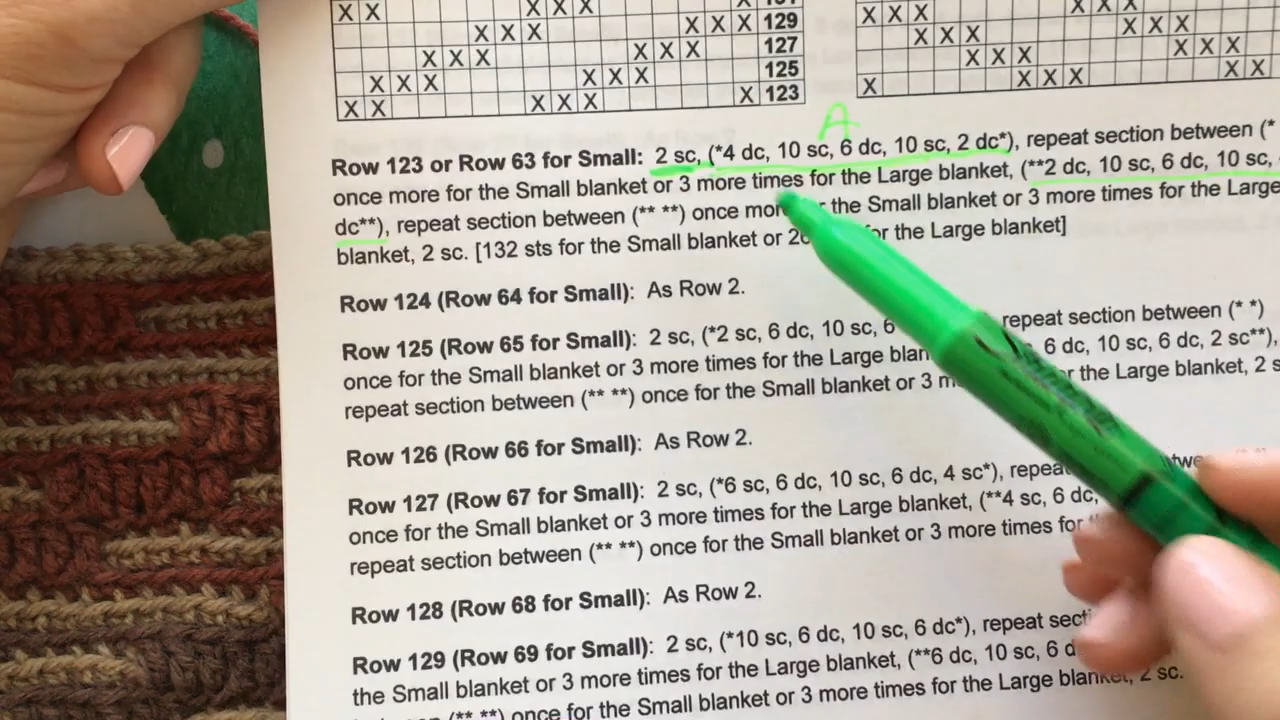 X X X X X X 131
X X X X X X 129
X X X X X X 127
X X X X X X 125
X X X X X X 123
X X X X X X
X X X X X X
X X X X X X
X X X X X X
A
Row 123 or Row 63 for Small: 2 sc, (*4 dc, 10 sc, 6 dc, 10 sc, 2 dc*), repeat section between (*
once more for the Small blanket or 3 more times for the Large blanket, (**2 dc, 10 sc, 6 dc, 10 sc,
dc**), repeat section between (** **) once the Small blanket or 3 more times for the Large
blanket, 2 sc. [132 sts for the Small blanket or for the Large blanket]
Row 124 (Row 64 for Small): As Row 2.
Row 125 (Row 65 for Small): 2 sc, (*2 sc, 6 dc, 10 sc, 6 repeat section between (* *)
once for the Small blanket or 3 more times for the Large 6 dc, 10 sc, 6 dc, 2 sc**),
repeat section between (** **) once for the Small blanket or 3 the Large blanket, 2
Row 126 (Row 66 for Small): As Row 2.
Row 127 (Row 67 for Small): 2 sc, (*6 sc, 6 dc, 10 sc, 6 dc, 4 sc*),
once for the Small blanket or 3 more times for the Large blanket, (**4 sc, 6 dc,
repeat section between (** **) once for the Small blanket or 3 more times for
Row 128 (Row 68 for Small): As Row 2.
Row 129 (Row 69 for Small): 2 sc, (*10 sc, 6 dc, 10 sc, 6 dc*), repeat
the Small blanket or 3 more times for the Large blanket, (**6 dc, 10 sc, 6
(** **) once for the Small blanket or 3 more times for the Large blanket, 2 sc.